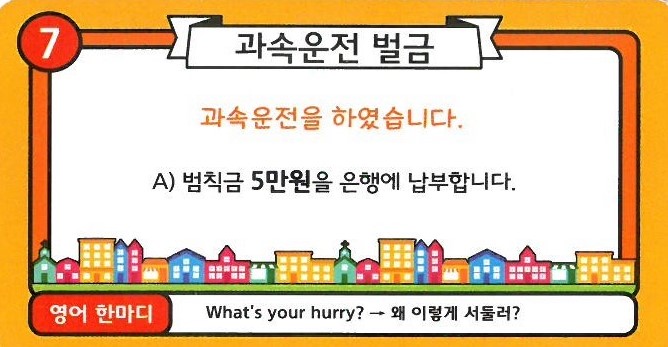 7
과속운전 벌금
과속운전을 하였습니다.
A) 범칙금 5만원을 은행에 납부합니다.
영어 한마디
What's your hurry? → 왜 이렇게 서둘러?